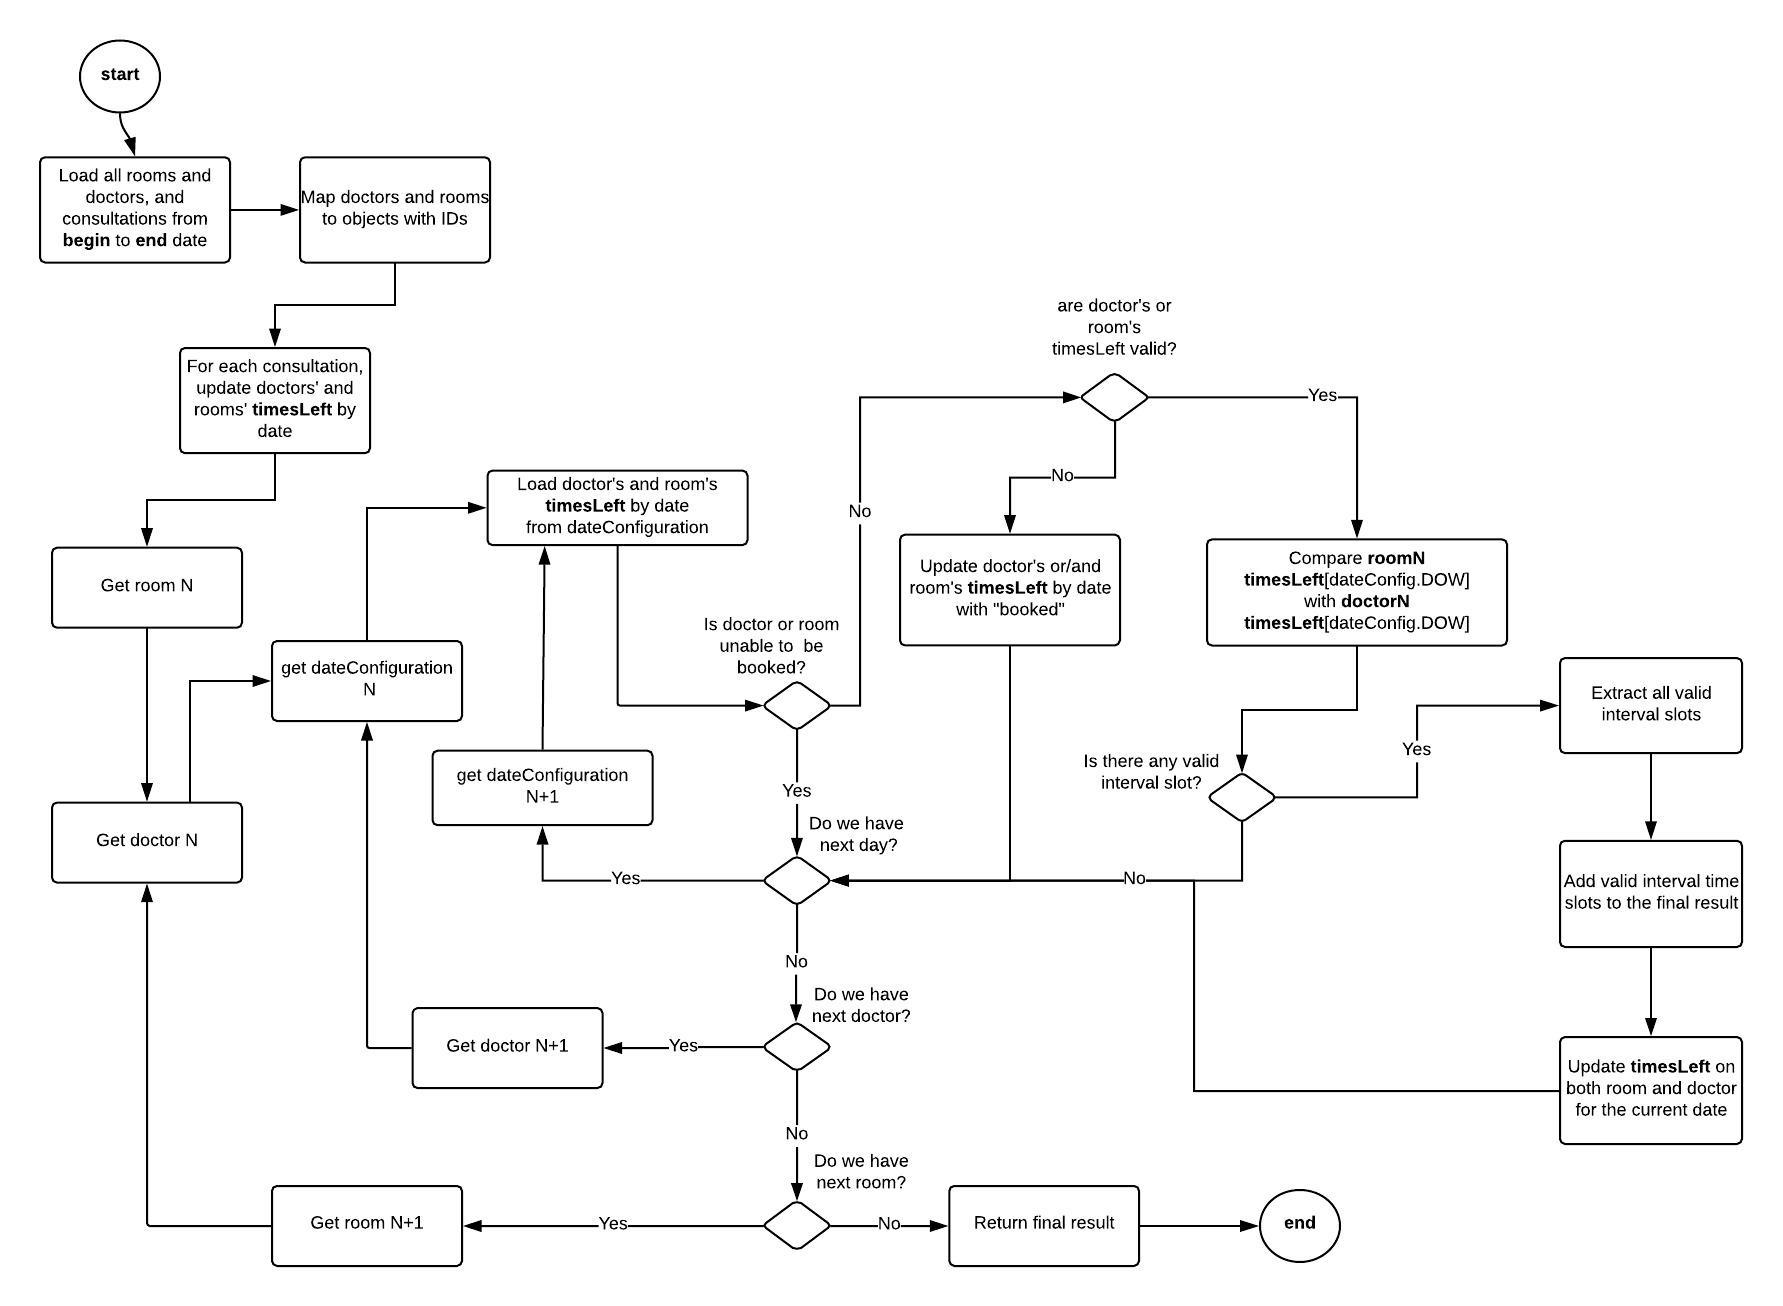 start
Load all rooms and
doctors, and
consultations from
begin to end date
Map doctors and rooms
to objects with IDs
For each consultation,
update doctors' and
rooms' timesLeft by
date
Get room N
Get doctor N
get dateConfiguration
N
Load doctor's and room's
timesLeft by date
from dateConfiguration
get dateConfiguration
N+1
Is doctor or room
unable to  be
booked?
No
Yes
are doctor's or
room's
timesLeft valid?
No
Yes
Update doctor's or/and
room's timesLeft by date
with "booked"
Compare roomN
timesLeft[dateConfig.DOW]
with doctorN
timesLeft[dateConfig.DOW]
Is there any valid
interval slot?
Yes
No
Extract all valid
interval slots
Add valid interval time
slots to the final result
Update timesLeft on
both room and doctor
for the current date
Do we have
next day?
Yes
No
Do we have
next doctor?
Yes
Get doctor N+1
No
Do we have
next room?
Yes
Get room N+1
No
Return final result
end